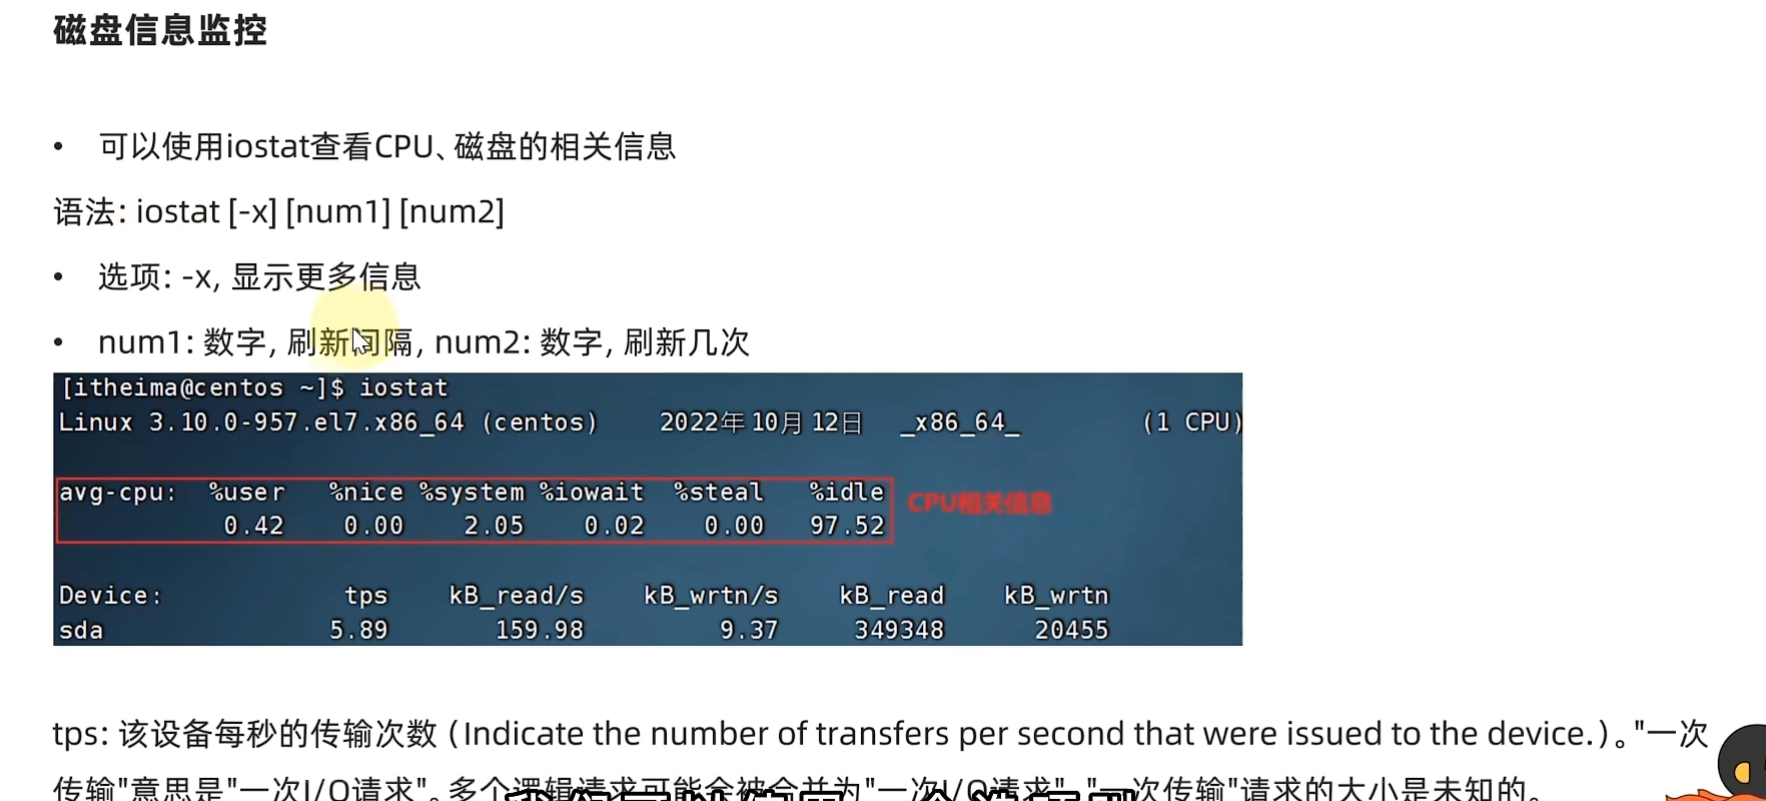 磁盘信息监控
• 可以使用iostat查看CPU、磁盘的相关信息
语法: iostat [-x] [num1] [num2]
• 选项: -x, 显示更多信息
• num1: 数字, 刷新间隔, num2: 数字, 刷新几次
[itheima@centos ~]$ iostat
Linux 3.10.0-957.el7.x86_64 (centos) 2022年10月12日 _x86_64_ (1 CPU)
avg-cpu: %user %nice %system %iowait %steal %idle
CPU相关信息
0.42 0.00 2.05 0.02 0.00 97.52
Device: tps kB_read/s kB_wrtn/s kB_read kB_wrtn
sda 5.89 159.98 9.37 349348 20455
tps: 该设备每秒的传输次数 (Indicate the number of transfers per second that were issued to the device.)。"一次
传输"意思是"一次I/O请求"。多个逻辑请求可能会被合并为"一次I/O请求"。"一次传输"请求的大小是未知的。